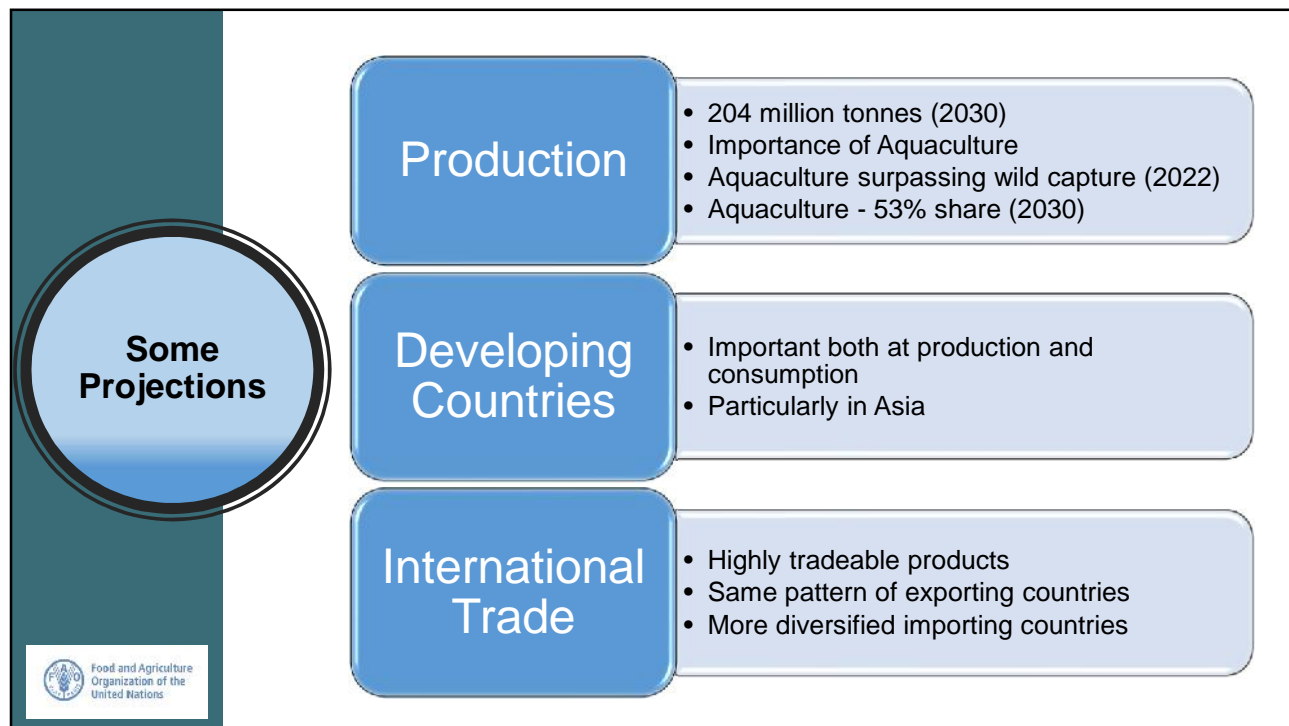 Some
Projections
Production
• 204 million tonnes (2030)
• Importance of Aquaculture
• Aquaculture surpassing wild capture (2022)
• Aquaculture - 53% share (2030)
Developing
Countries
• Important both at production and
consumption
• Particularly in Asia
International
Trade
• Highly tradeable products
• Same pattern of exporting countries
• More diversified importing countries
Food and Agriculture
Organization of the
United Nations